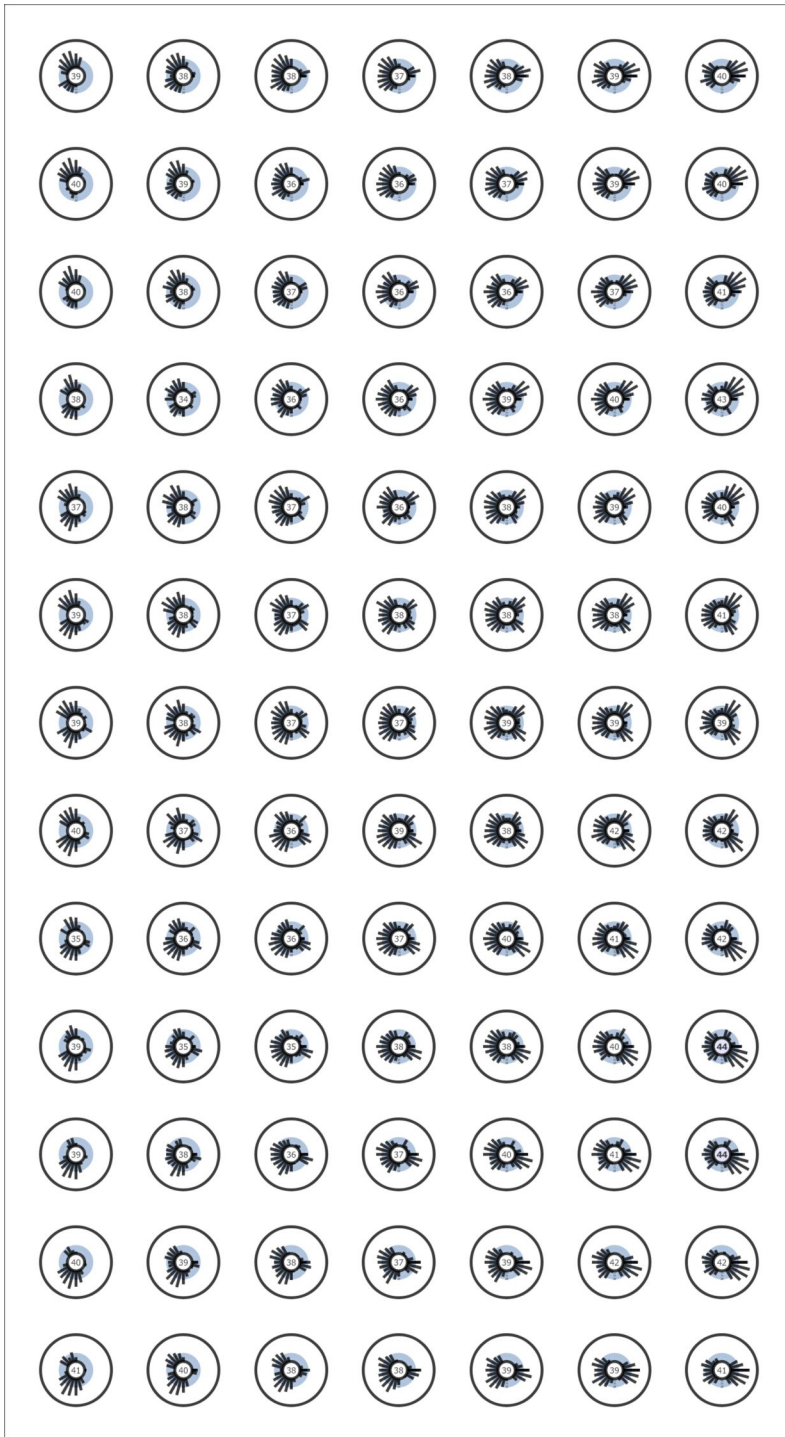 39 38 38 37 38 39 40
40 39 36 36 37 39 40
40 38 37 36 36 37 41
38 34 36 36 39 40 43
37 38 37 36 38 39 40
39 38 37 38 38 38 41
39 38 37 37 39 39 39
40 37 36 39 38 42 42
35 36 36 37 40 41 42
39 35 35 38 38 40 44
39 38 36 37 40 41 44
40 39 38 37 39 42 42
41 40 38 38 39 39 41